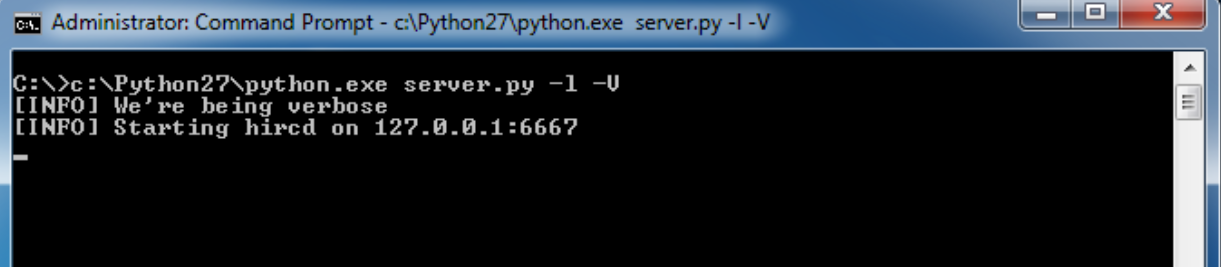 Administrator: Command Prompt - c:\Python27\python.exe server.py -l -V
C:\>c:\Python27\python.exe server.py -l -V
[INFO] We're being verbose
[INFO] Starting hircd on 127.0.0.1:6667